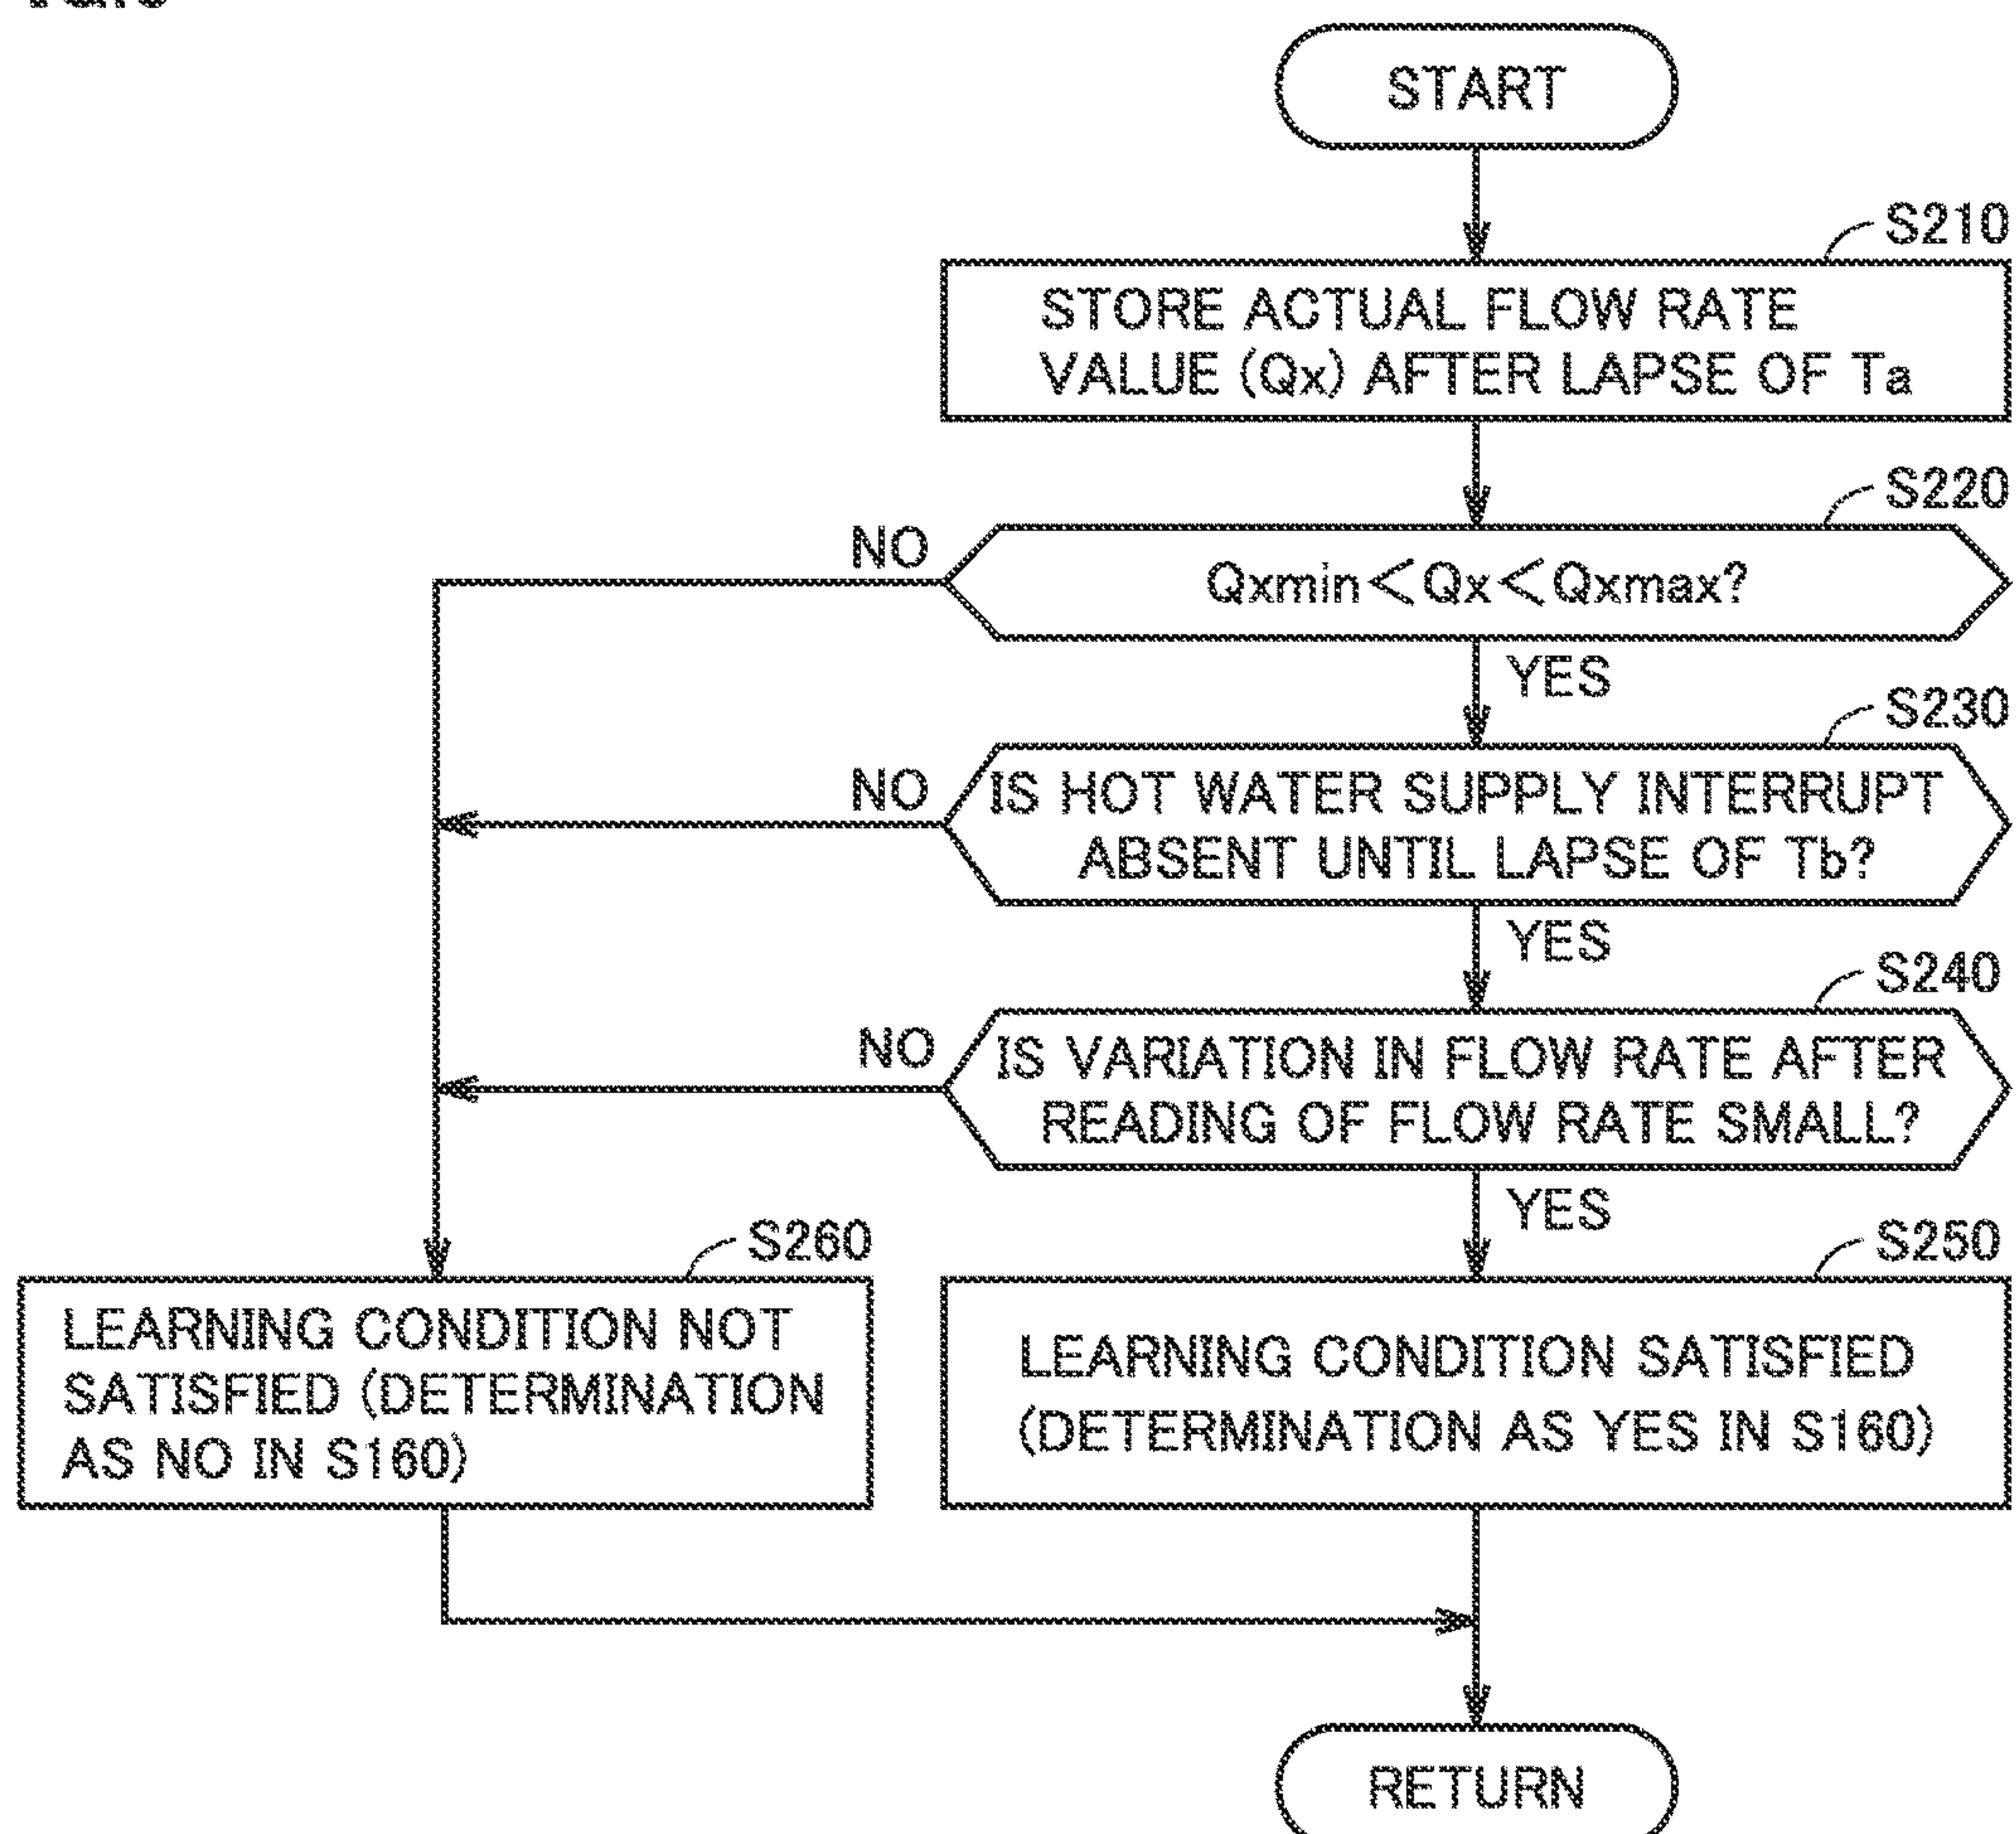 START
S210
STORE ACTUAL FLOW RATE
VALUE (Qx) AFTER LAPSE OF Ta
S220
NO
Qxmin<Qx<Qxmax?
YES
S230
NO
IS HOT WATER SUPPLY INTERRUPT
ABSENT UNTIL LAPSE OF Tb?
YES
S240
NO
IS VARIATION IN FLOW RATE AFTER
READING OF FLOW RATE SMALL?
YES
S260
LEARNING CONDITION NOT
SATISFIED (DETERMINATION
AS NO IN S160)
S250
LEARNING CONDITION SATISFIED
(DETERMINATION AS YES IN S160)
RETURN